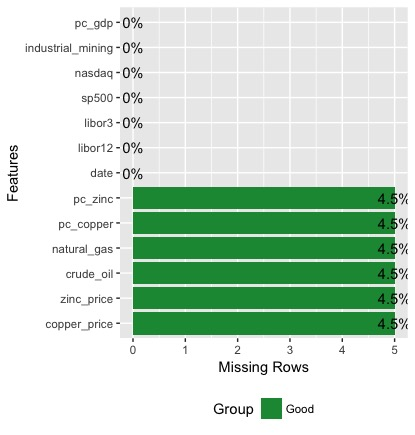 Features
pc_gdp 0%
industrial_mining 0%
nasdaq 0%
sp500 0%
libor3 0%
libor12 0%
date 0%
pc_zinc 4.5%
pc_copper 4.5%
natural_gas 4.5%
crude_oil 4.5%
zinc_price 4.5%
copper_price 4.5%
0 1 2 3 4 5
Missing Rows
Group Good